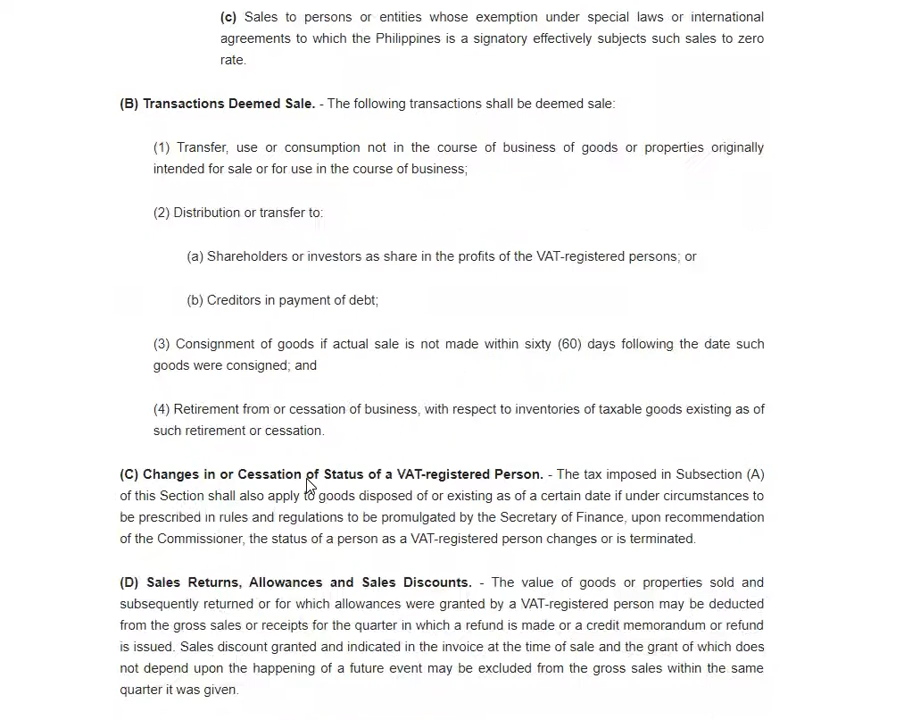 (c) Sales to persons or entities whose exemption under special laws or international
agreements to which the Philippines is a signatory effectively subjects such sales to zero
rate.
(B) Transactions Deemed Sale. - The following transactions shall be deemed sale:
(1) Transfer, use or consumption not in the course of business of goods or properties originally
intended for sale or for use in the course of business;
(2) Distribution or transfer to:
(a) Shareholders or investors as share in the profits of the VAT-registered persons; or
(b) Creditors in payment of debt;
(3) Consignment of goods if actual sale is not made within sixty (60) days following the date such
goods were consigned; and
(4) Retirement from or cessation of business, with respect to inventories of taxable goods existing as of
such retirement or cessation.
(C) Changes in or Cessation of Status of a VAT-registered Person. - The tax imposed in Subsection (A)
of this Section shall also apply to goods disposed of or existing as of a certain date if under circumstances to
be prescribed in rules and regulations to be promulgated by the Secretary of Finance, upon recommendation
of the Commissioner, the status of a person as a VAT-registered person changes or is terminated.
(D) Sales Returns, Allowances and Sales Discounts. - The value of goods or properties sold and
subsequently returned or for which allowances were granted by a VAT-registered person may be deducted
from the gross sales or receipts for the quarter in which a refund is made or a credit memorandum or refund
is issued. Sales discount granted and indicated in the invoice at the time of sale and the grant of which does
not depend upon the happening of a future event may be excluded from the gross sales within the same
quarter it was given.